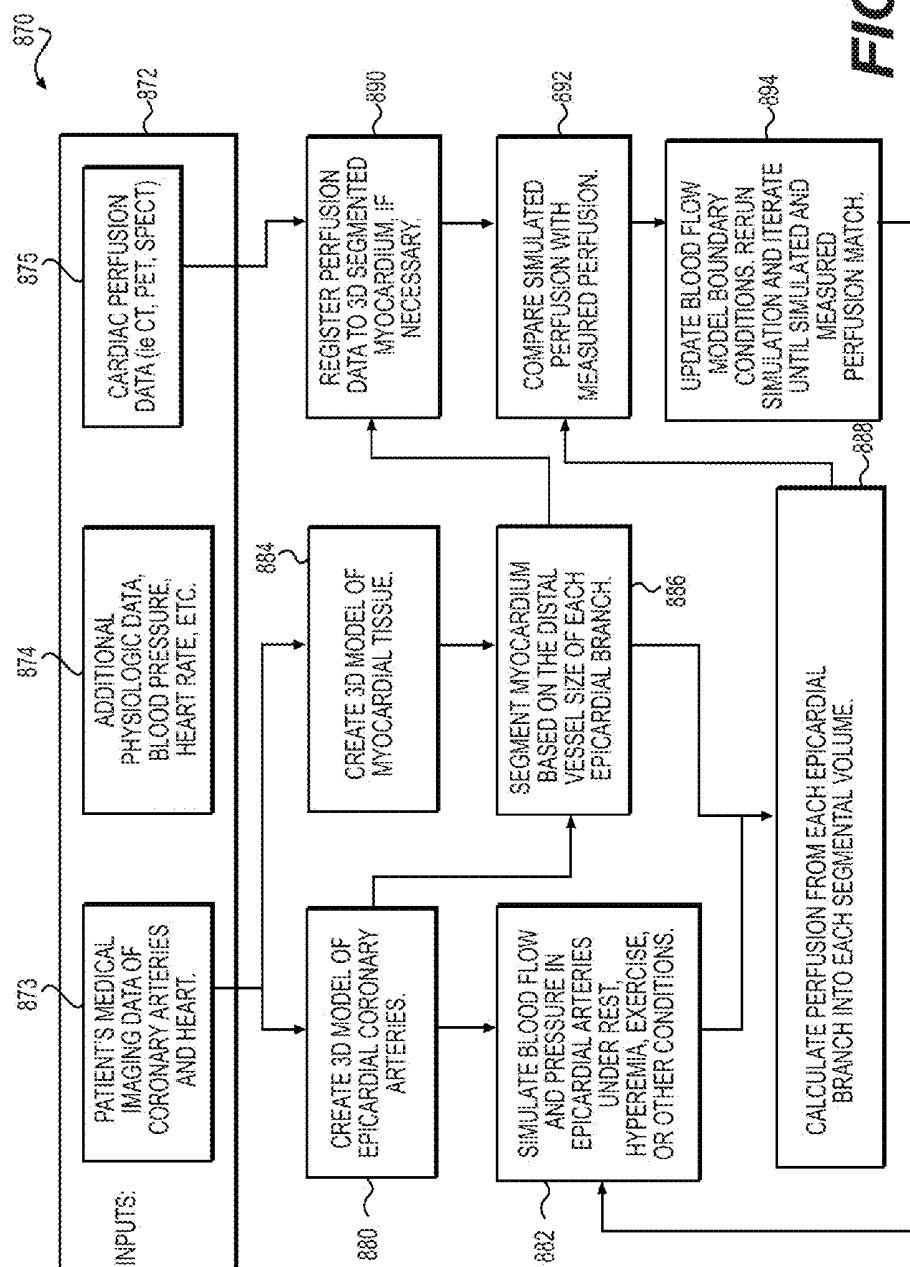 870
872
INPUTS:
873
PATIENT'S MEDICAL
IMAGING DATA OF
CORONARY ARTERIES
AND HEART.
874
ADDITIONAL
PHYSIOLOGIC DATA,
BLOOD PRESSURE,
HEART RATE, ETC.
875
CARDIAC PERFUSION
DATA (ie CT, PET, SPECT)
880
CREATE 3D MODEL OF
EPICARDIAL CORONARY
ARTERIES.
884
CREATE 3D MODEL OF
MYOCARDIAL TISSUE.
890
REGISTER PERFUSION
DATA TO 3D SEGMENTED
MYOCARDIUM, IF
NECESSARY.
882
SIMULATE BLOOD FLOW
AND PRESSURE IN
EPICARDIAL ARTERIES
UNDER REST,
HYPEREMIA, EXERCISE,
OR OTHER CONDITIONS.
886
SEGMENT MYOCARDIUM
BASED ON THE DISTAL
VESSEL SIZE OF EACH
EPICARDIAL BRANCH.
892
COMPARE SIMULATED
PERFUSION WITH
MEASURED PERFUSION.
888
CALCULATE PERFUSION FROM EACH EPICARDIAL
BRANCH INTO EACH SEGMENTAL VOLUME.
894
UPDATE BLOOD FLOW
MODEL BOUNDARY
CONDITIONS. RERUN
SIMULATION AND ITERATE
UNTIL SIMULATED AND
MEASURED
PERFUSION MATCH.
FIG